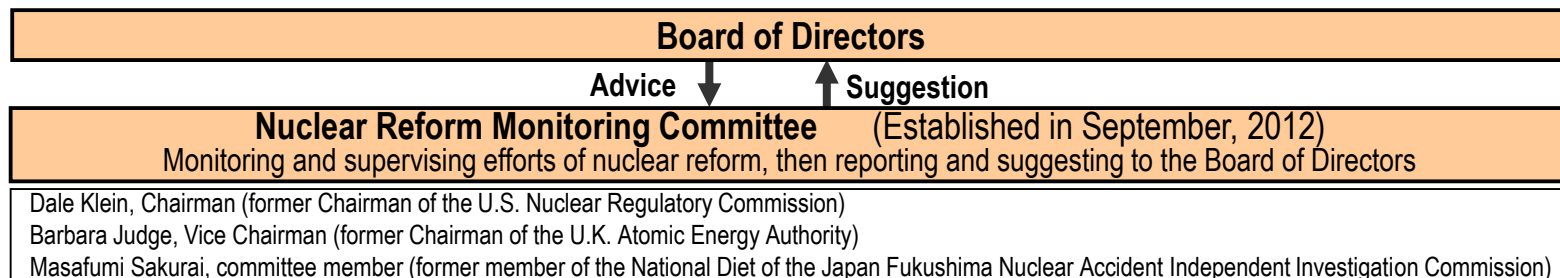 Board of Directors
Advice Suggestion
Nuclear Reform Monitoring Committee (Established in September, 2012)
Monitoring and supervising efforts of nuclear reform, then reporting and suggesting to the Board of Directors
Dale Klein, Chairman (former Chairman of the U.S. Nuclear Regulatory Commission)
Barbara Judge, Vice Chairman (former Chairman of the U.K. Atomic Energy Authority)
Masafumi Sakurai, committee member (former member of the National Diet of the Japan Fukushima Nuclear Accident Independent Investigation Commission)